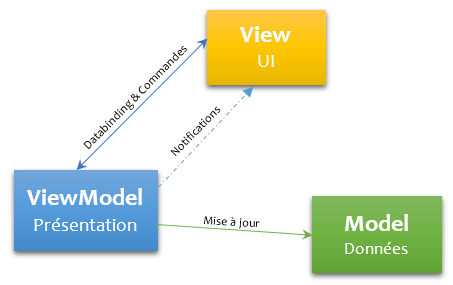 View
UI
Databinding & Commandes
Notifications
ViewModel
Présentation
Mise à jour
Model
Données